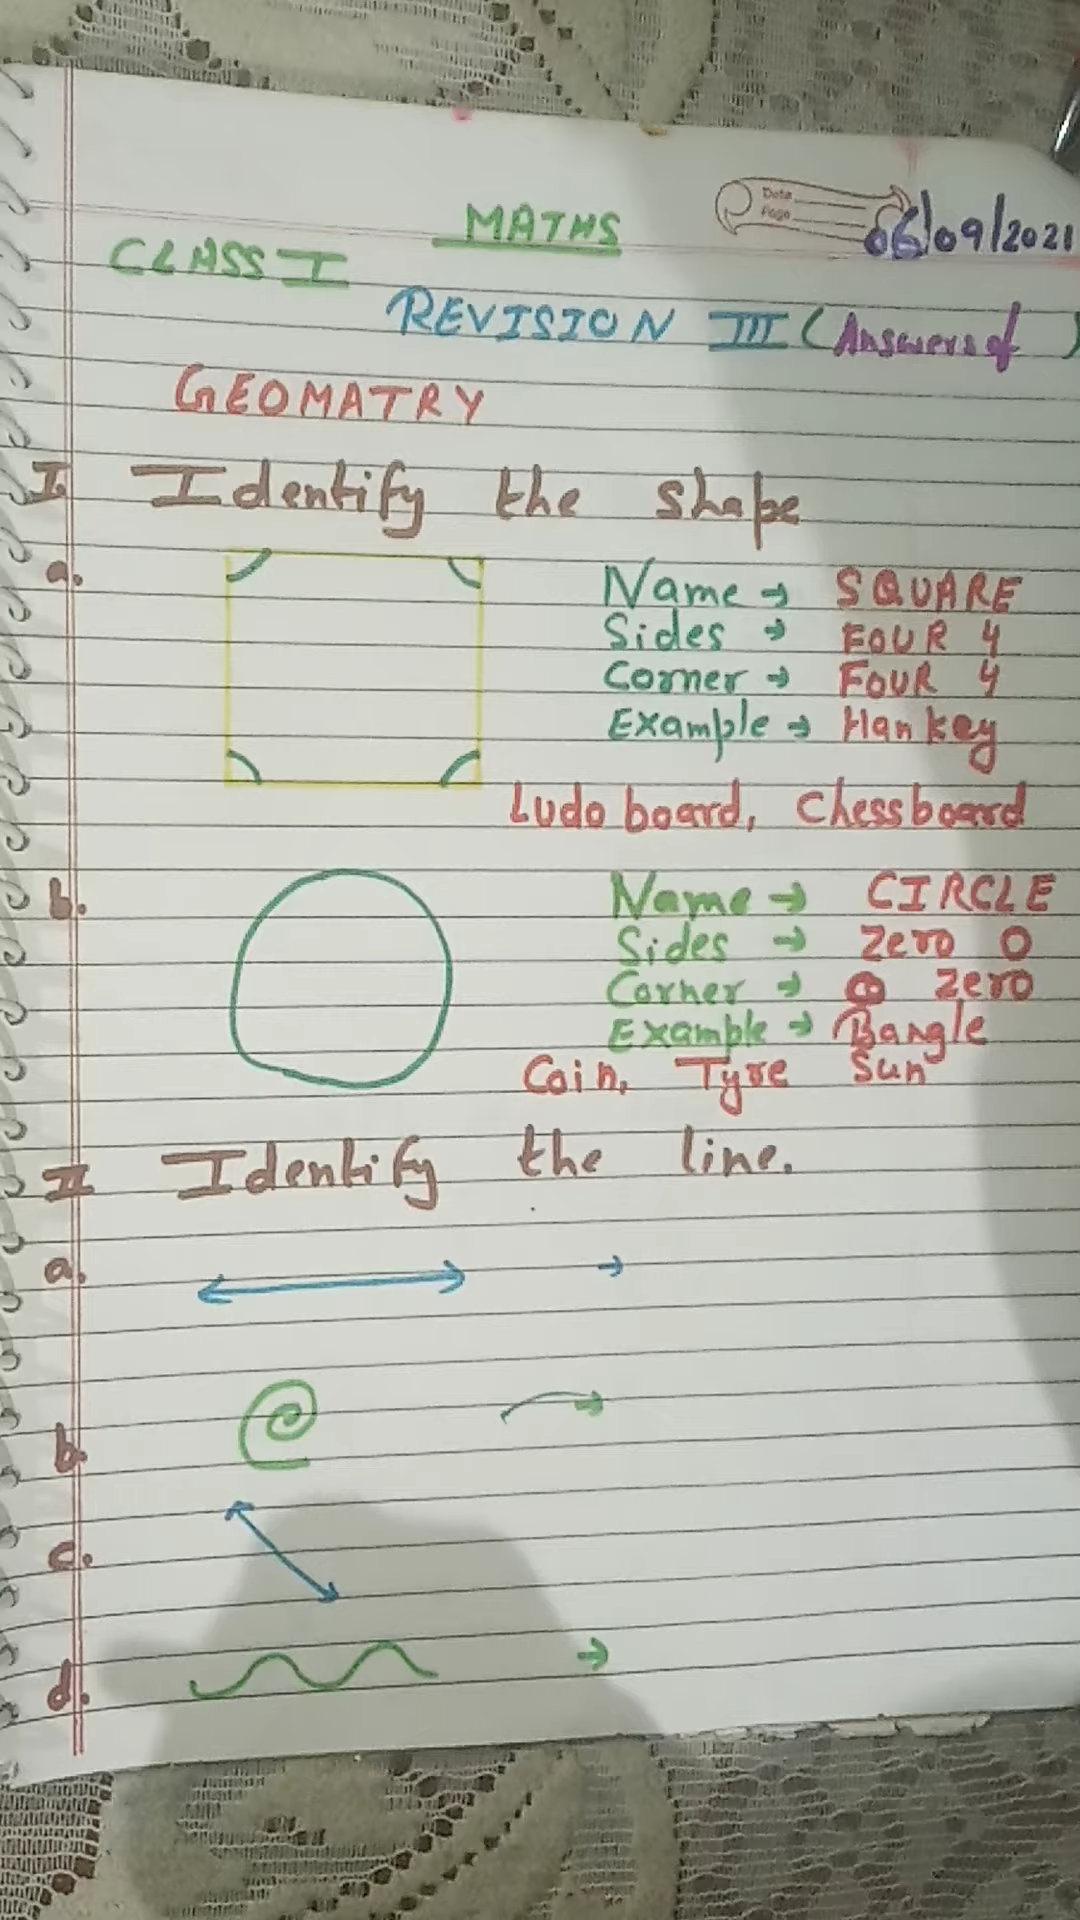 MATHS
Date
Page
06/09/2021
CLASS I
REVISION III (Answers of )
GEOMATRY
I. Identify the shape
a.
Name → SQUARE
Sides → FOUR 4
Corner → FOUR 4
Example → Hankey
Ludo board, Chessboard
b.
Name → CIRCLE
Sides → Zero 0
Corner → zero
Example → Bangle
Coin, Tyre Sun
II Identify the line.
a. →
b. →
c.
d. →